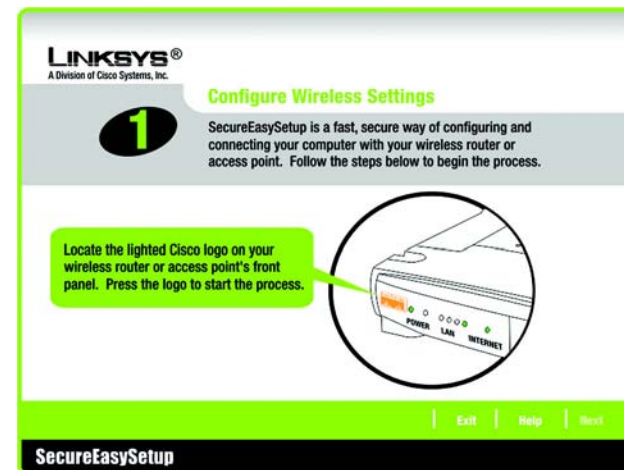 LINKSYS®
A Division of Cisco Systems, Inc.
1
Configure Wireless Settings
SecureEasySetup is a fast, secure way of configuring and
connecting your computer with your wireless router or
access point. Follow the steps below to begin the process.
Locate the lighted Cisco logo on your
wireless router or access point's front
panel. Press the logo to start the process.
POWER LAN INTERNET
Exit Help Next
SecureEasySetup